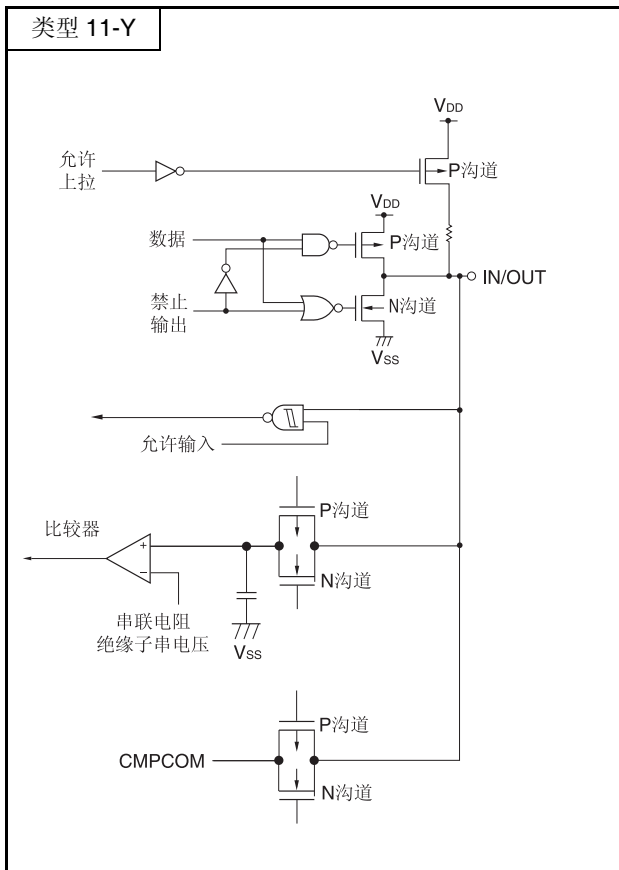 类型 11-Y
VDD
允许
上拉
P沟道
VDD
数据
P沟道
IN/OUT
禁止
输出
N沟道
VSS
允许输入
P沟道
比较器
+
−
N沟道
串联电阻
绝缘子串电压
VSS
P沟道
CMPCOM
N沟道